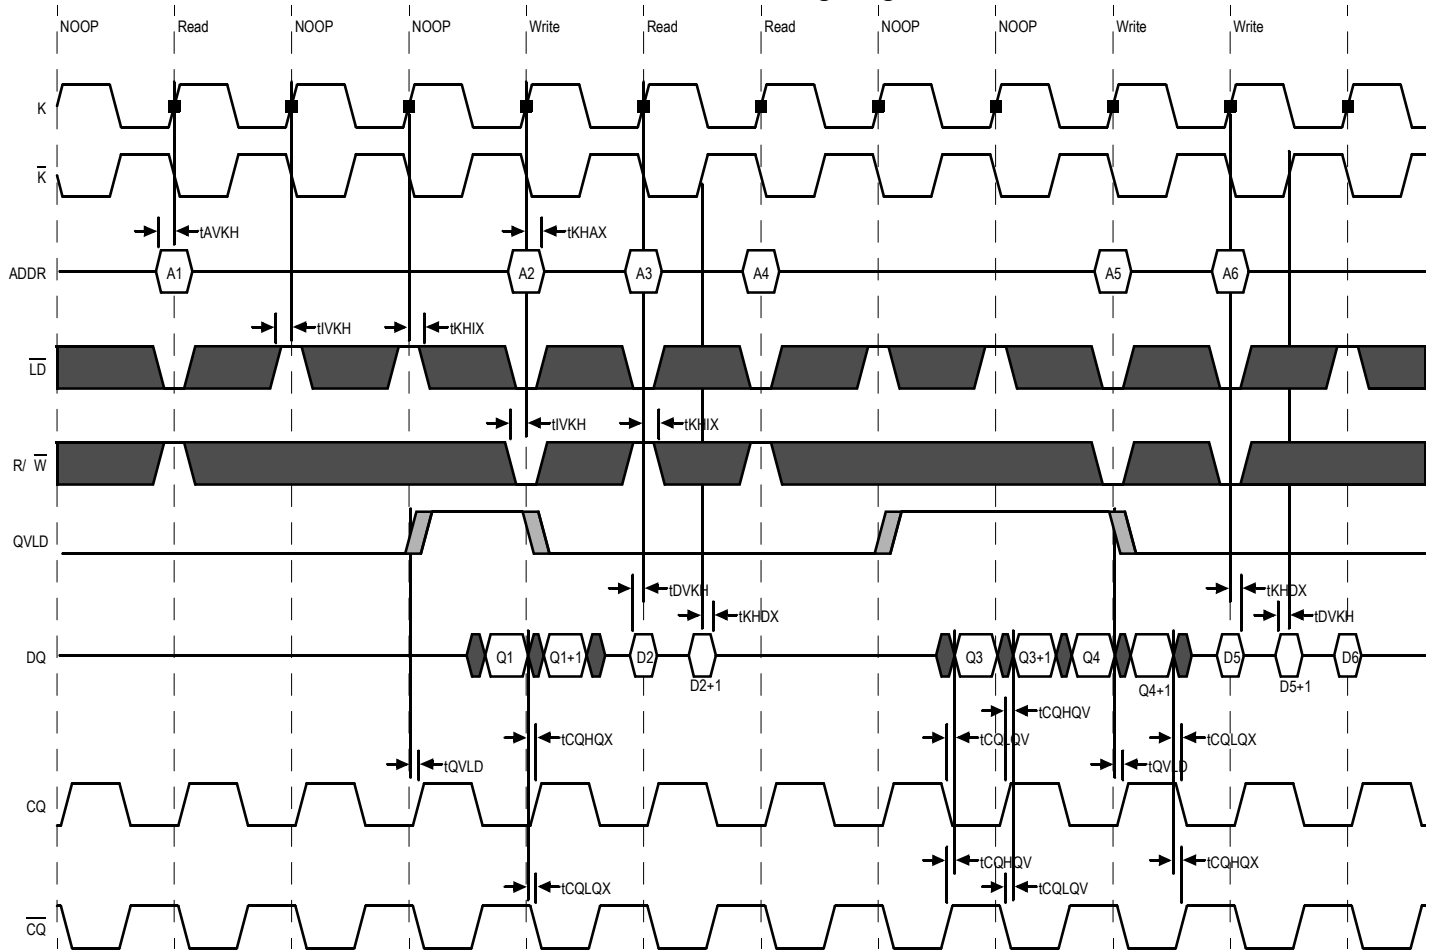 NOOP Read NOOP NOOP Write Read Read NOOP NOOP Write Write
K
K
tAVKH tKHAX
ADDR A1 A2 A3 A4 A5 A6
tIVKH tKHIX
LD
tIVKH tKHIX
R/ W
QVLD
tDVKH tKHDX
tKHDX tDVKH
DQ Q1 Q1+1 D2 Q3 Q3+1 Q4 D5 D6
D2+1 Q4+1 D5+1
tCQHQV
tCQHQX tCQLQV tCQLQX
tQVLD tQVLD
CQ
tCQHQV tCQHQX
tCQLQX tCQLQV
CQ